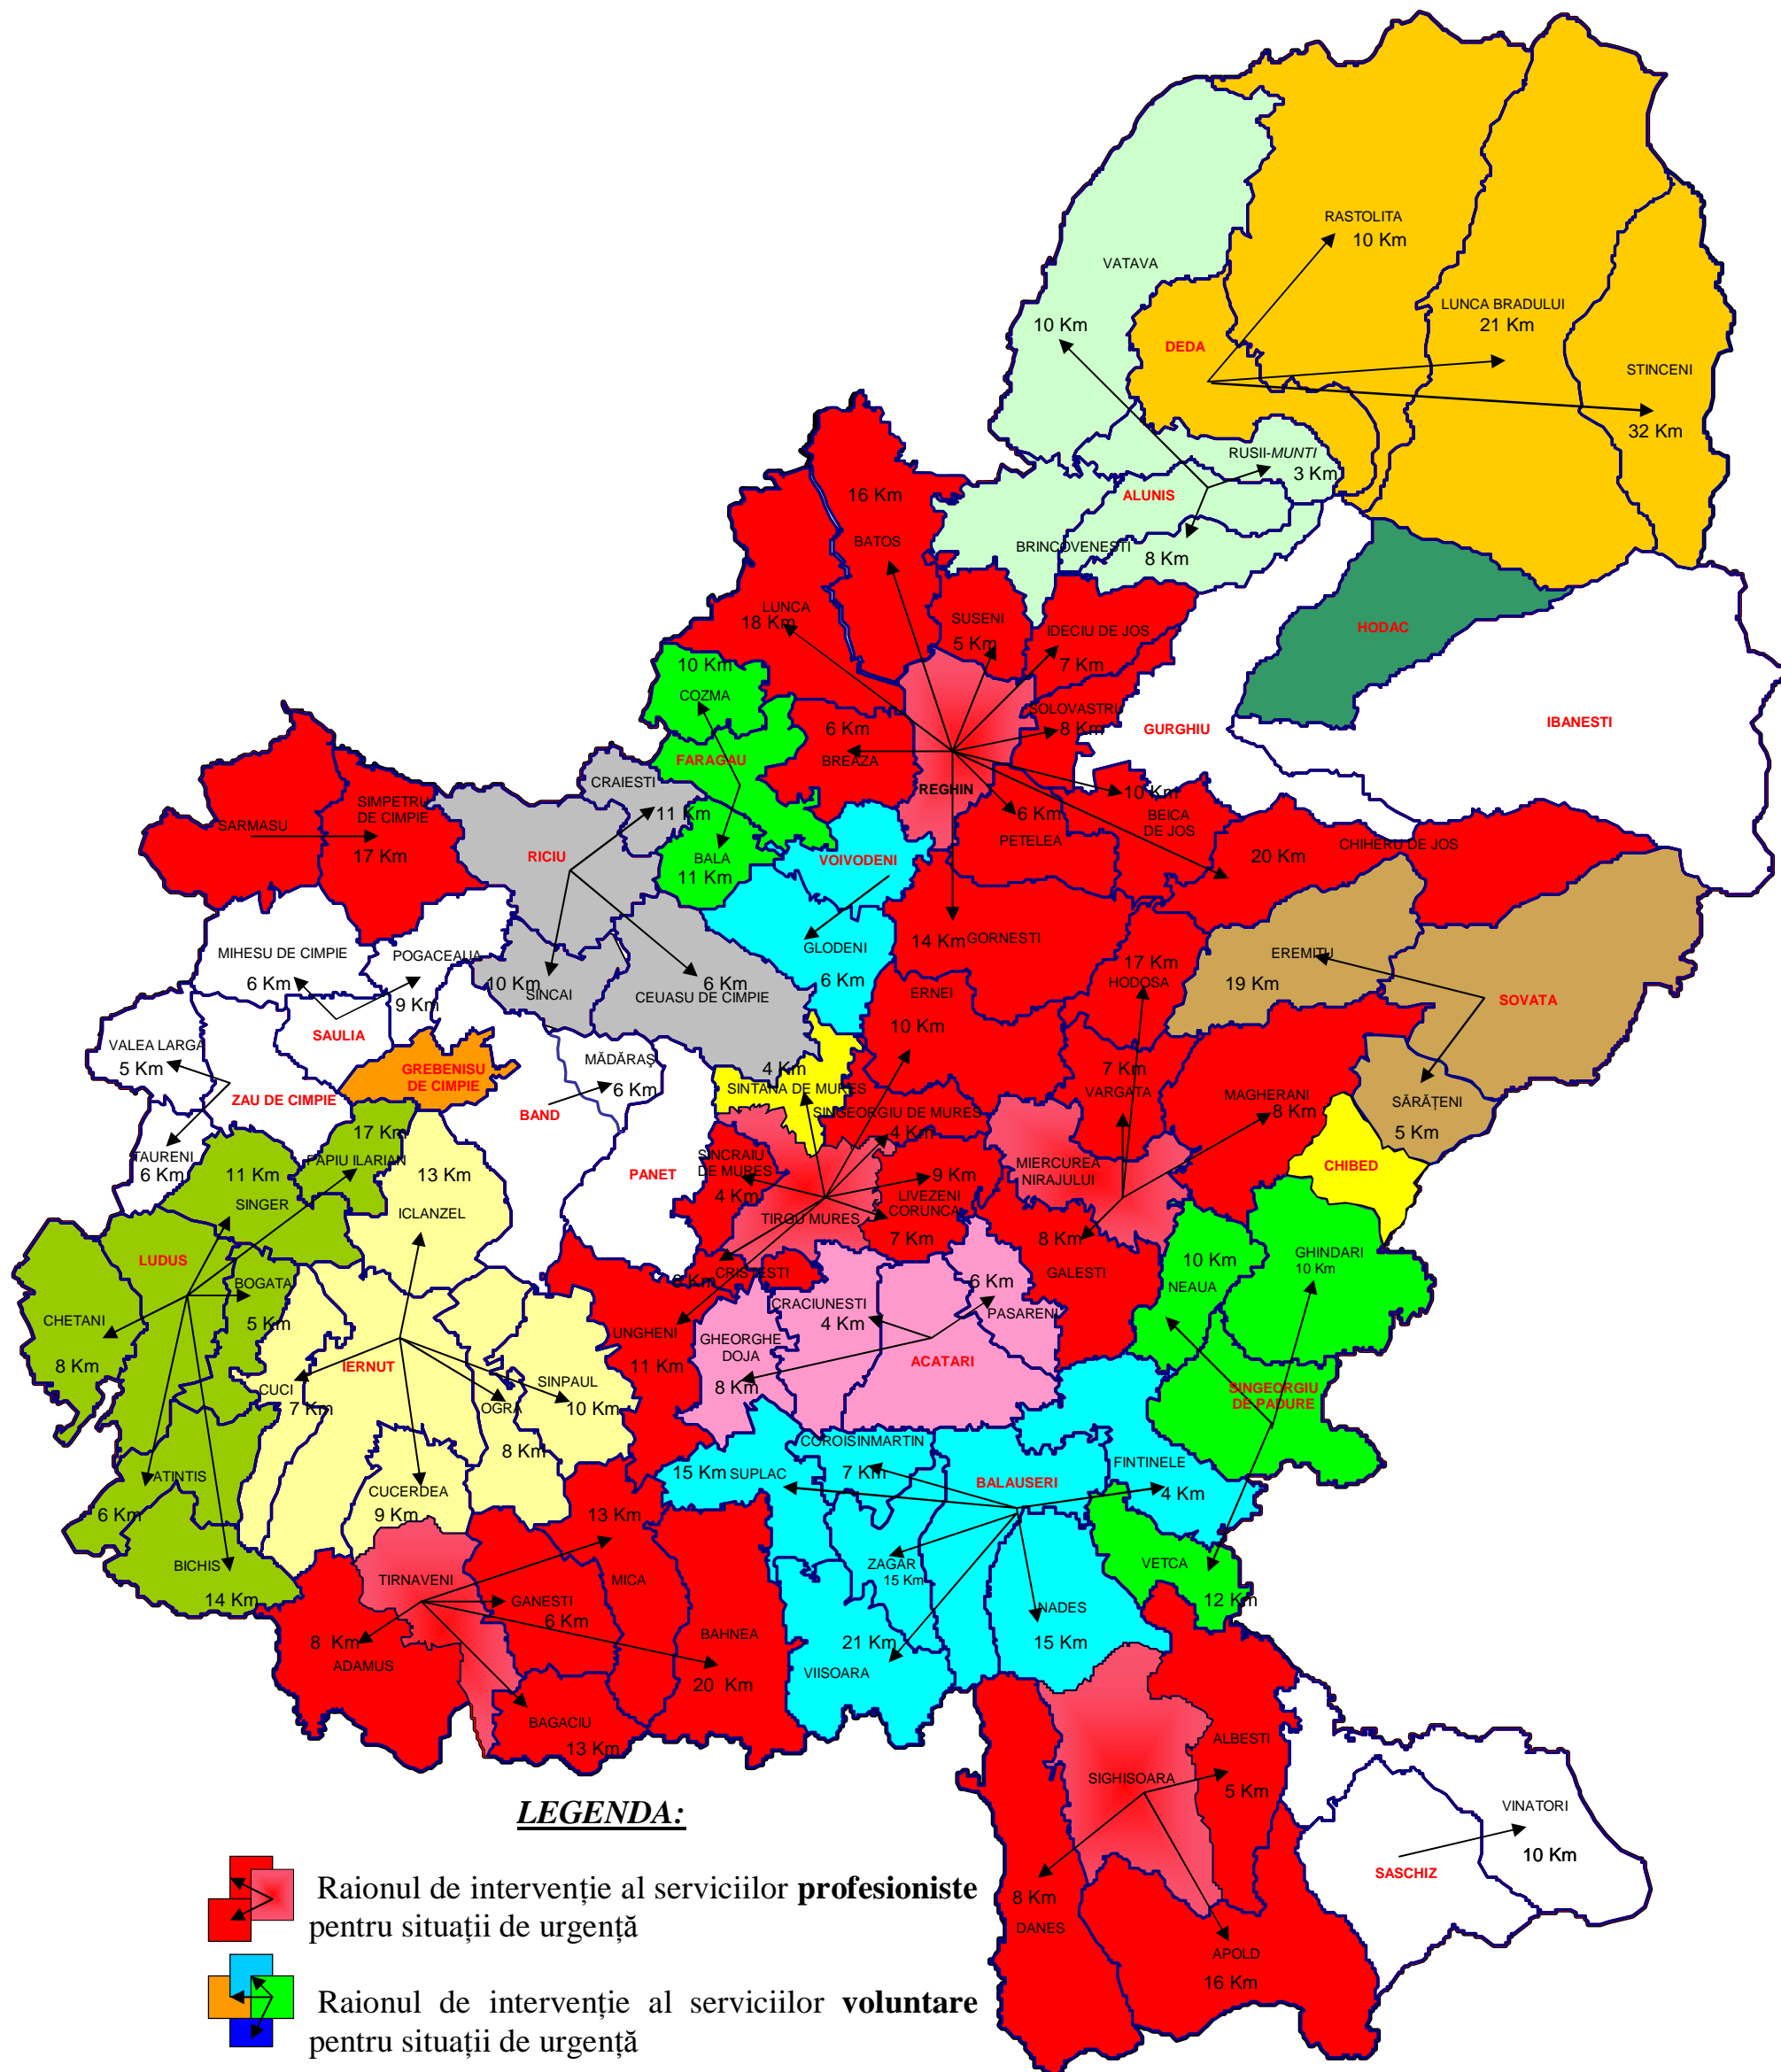 RASTOLITA
10 Km
VATAVA
LUNCA BRADULUI
21 Km
10 Km
DEDA
STINCENI
32 Km
RUSII-MUNTI
3 Km
16 Km
ALUNIS
BATOS
BRINCOVENEȘTI
8 Km
LUNCA
18 Km
SUSENI
5 Km
IDECIU DE JOS
7 Km
HODAC
10 Km
COZMA
SOLOVASTRU
8 Km
6 Km
BREAZA
GURGHIU
IBANESTI
FARAGAU
CRAIESTI
11 Km
REGHIN
10 Km
6 Km
BEICA
DE JOS
PETELEA
SIMPETRU
DE CIMPIE
SARMASU
17 Km
RICIU
BALA
11 Km
VOIVODENI
20 Km
CHIHERU DE JOS
14 Km
GORNESTI
GLODENI
6 Km
MIHESU DE CIMPIE
6 Km
POGACEAUA
9 Km
10 Km
SINCAI
6 Km
CEUASU DE CIMPIE
17 Km
HODOSA
EREMITU
19 Km
SOVATA
ERNEI
10 Km
SAULIA
VALEA LARGA
5 Km
GREBENISU
DE CIMPIE
MĂDĂRAȘ
6 Km
4 Km
SINTANA DE MURES
7 Km
VARGATA
MAGHERANI
8 Km
SĂRĂȚENI
5 Km
ZAU DE CIMPIE
BAND
SINGEORGIU DE MURES
4 Km
TAURENI
6 Km
17 Km
PAPIU ILARIAN
11 Km
SINGER
13 Km
ICLANZEL
PANET
SINCRAIU
DE MURES
4 Km
9 Km
LIVEZENI
CORUNCA
7 Km
TIRGU MURES
MIERCUREA
NIRAJULUI
CHIBED
8 Km
GALESTI
10 Km
NEAUA
GHINDARI
10 Km
LUDUS
BOGATA
5 Km
CHETANI
8 Km
CRISTESTI
6 Km
UNGHENI
11 Km
CRACIUNESTI
4 Km
6 Km
PASARENI
GHEORGHE
DOJA
8 Km
ACATARI
IERNUT
CUCI
7 Km
SINPAUL
10 Km
OGRA
8 Km
SINGEORGIU
DE PADURE
ATINTIS
6 Km
CUCERDEA
9 Km
15 Km
SUPLAC
COROISINMARTIN
7 Km
BALAUSERI
FINTINELE
4 Km
13 Km
BICHIS
14 Km
TIRNAVENI
GANESTI
6 Km
MICA
ZAGAR
15 Km
VETCA
12 Km
8 Km
ADAMUS
BAHNEA
20 Km
21 Km
VIISOARA
NADES
15 Km
BAGACIU
13 Km
ALBESTI
5 Km
SIGHISOARA
VINATORI
10 Km
SASCHIZ
8 Km
DANES
APOLD
16 Km
LEGENDA:
Raionul de intervenție al serviciilor profesioniste
pentru situații de urgență
Raionul de intervenție al serviciilor voluntare
pentru situații de urgență